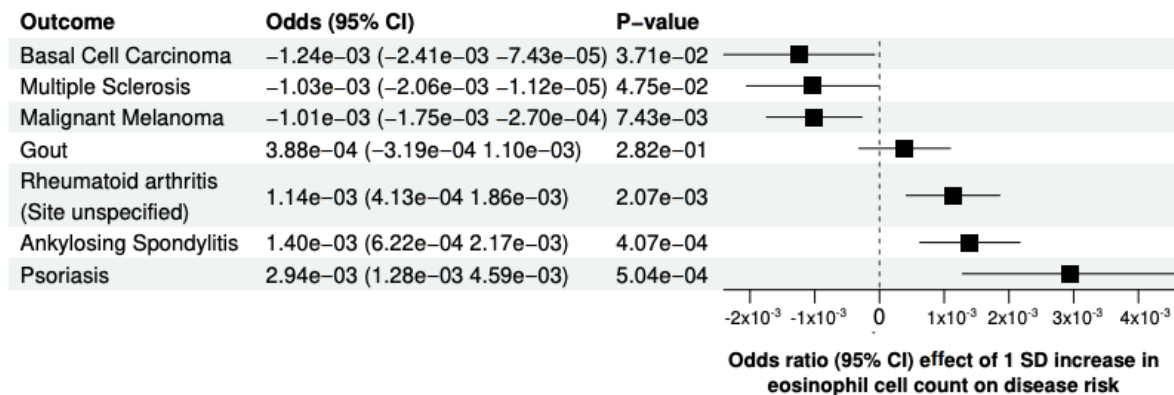 Outcome Odds (95% CI) P−value
Basal Cell Carcinoma −1.24e−03 (−2.41e−03 −7.43e−05) 3.71e−02
Multiple Sclerosis −1.03e−03 (−2.06e−03 −1.12e−05) 4.75e−02
Malignant Melanoma −1.01e−03 (−1.75e−03 −2.70e−04) 7.43e−03
Gout 3.88e−04 (−3.19e−04 1.10e−03) 2.82e−01
Rheumatoid arthritis
(Site unspecified) 1.14e−03 (4.13e−04 1.86e−03) 2.07e−03
Ankylosing Spondylitis 1.40e−03 (6.22e−04 2.17e−03) 4.07e−04
Psoriasis 2.94e−03 (1.28e−03 4.59e−03) 5.04e−04
-2x10⁻³ -1x10⁻³ 0 1x10⁻³ 2x10⁻³ 3x10⁻³ 4x10⁻³
Odds ratio (95% CI) effect of 1 SD increase in
eosinophil cell count on disease risk